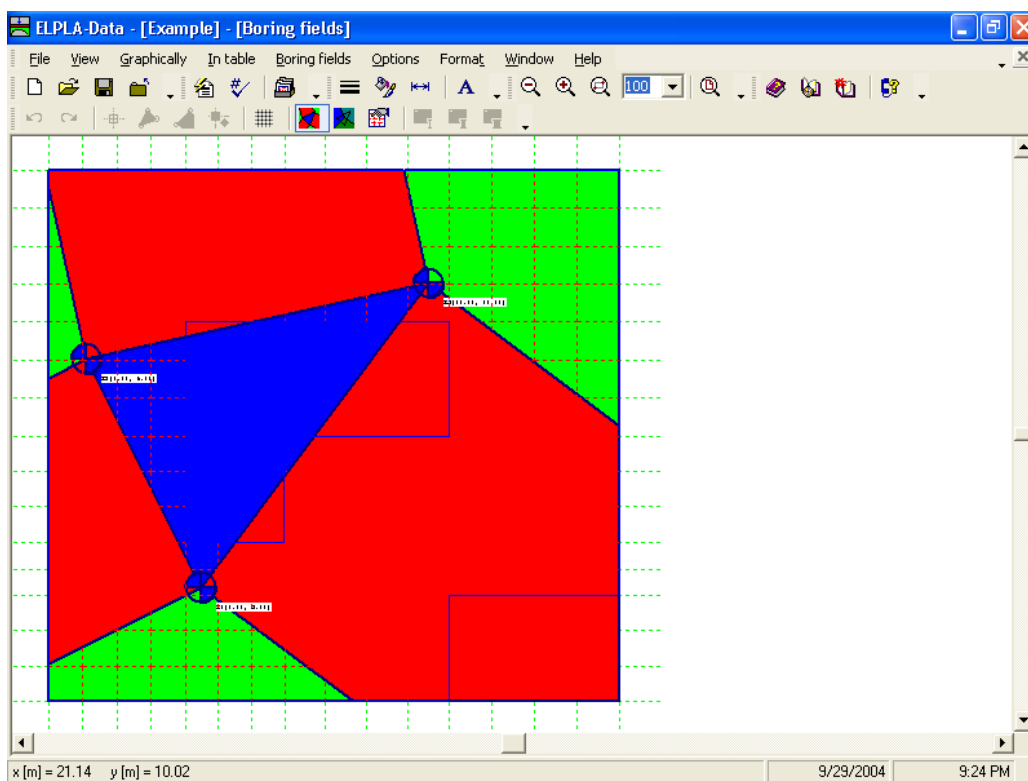 ELPLA-Data - [Example] - [Boring fields]
File View Graphically In table Boring fields Options Format Window Help
A 100
x [m] = 21.14 y [m] = 10.02 9/29/2004 9:24 PM